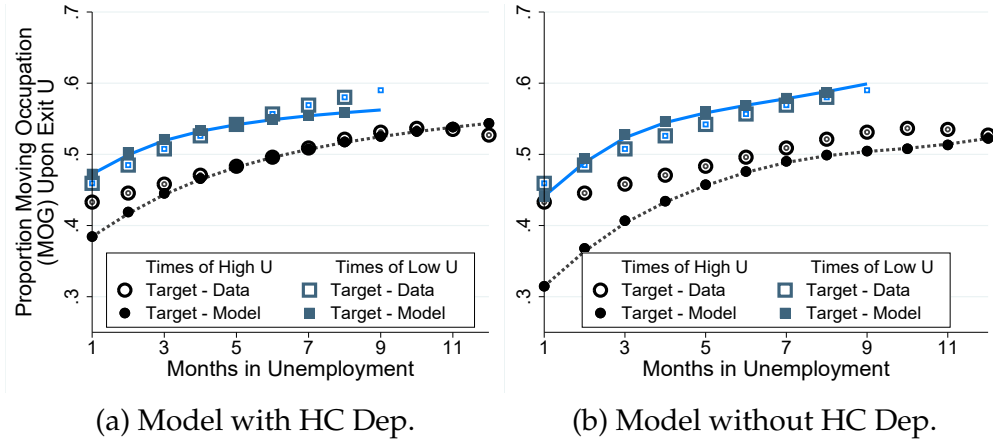 Proportion Moving Occupation
(MOG) Upon Exit U
.7
.6
.5
.4
.3
Times of High U Times of Low U
Target - Data Target - Data
Target - Model Target - Model
1 3 5 7 9 11
Months in Unemployment
(a) Model with HC Dep.
.7
.6
.5
.4
.3
Times of High U Times of Low U
Target - Data Target - Data
Target - Model Target - Model
1 3 5 7 9 11
Months in Unemployment
(b) Model without HC Dep.